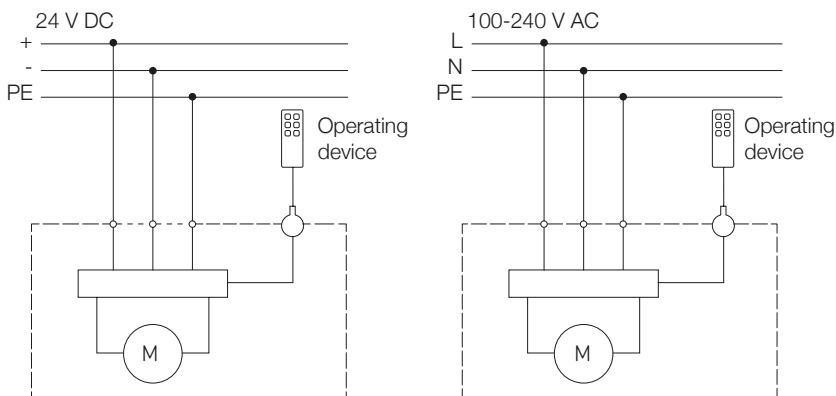 24 V DC
+
-
PE
Operating
device
M
100-240 V AC
L
N
PE
Operating
device
M